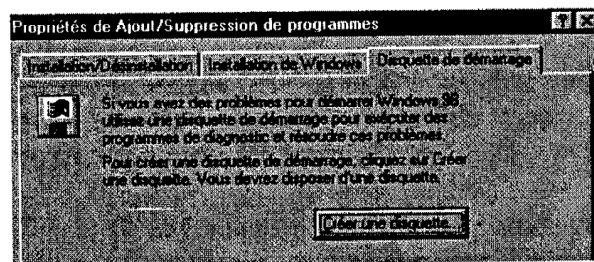 Propriétés de Ajout/Suppression de programmes
Installation/Désinstallation Installation de Windows Disquette de démarrage
Si vous avez des problèmes pour démarrer Windows 98
utilisez une disquette de démarrage pour exécuter des
programmes de diagnostic et résoudre ces problèmes.
Pour créer une disquette de démarrage, cliquez sur Créer
une disquette. Vous devrez disposer d'une disquette.
Créer une disquette...